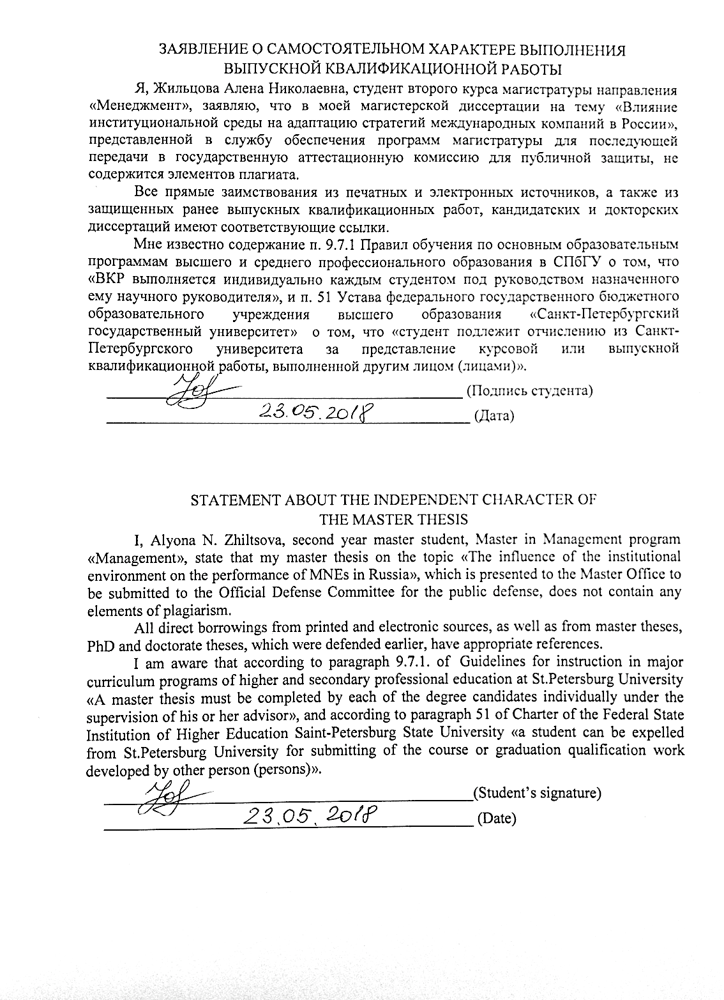 ЗАЯВЛЕНИЕ О САМОСТОЯТЕЛЬНОМ ХАРАКТЕРЕ ВЫПОЛНЕНИЯ
ВЫПУСКНОЙ КВАЛИФИКАЦИОННОЙ РАБОТЫ
Я, Жильцова Алена Николаевна, студент второго курса магистратуры направления
«Менеджмент», заявляю, что в моей магистерской диссертации на тему «Влияние
институциональной среды на адаптацию стратегий международных компаний в России»,
представленной в службу обеспечения программ магистратуры для последующей
передачи в государственную аттестационную комиссию для публичной защиты, не
содержится элементов плагиата.
Все прямые заимствования из печатных и электронных источников, а также из
защищенных ранее выпускных квалификационных работ, кандидатских и докторских
диссертаций имеют соответствующие ссылки.
Мне известно содержание п. 9.7.1 Правил обучения по основным образовательным
программам высшего и среднего профессионального образования в СПбГУ о том, что
«ВКР выполняется индивидуально каждым студентом под руководством назначенного
ему научного руководителя», и п. 51 Устава федерального государственного бюджетного
образовательного учреждения высшего образования «Санкт-Петербургский
государственный университет» о том, что «студент подлежит отчислению из Санкт-
Петербургского университета за представление курсовой или выпускной
квалификационной работы, выполненной другим лицом (лицами)».
(Подпись студента)
23.05.2018 (Дата)
STATEMENT ABOUT THE INDEPENDENT CHARACTER OF
THE MASTER THESIS
I, Alyona N. Zhiltsova, second year master student, Master in Management program
«Management», state that my master thesis on the topic «The influence of the institutional
environment on the performance of MNEs in Russia», which is presented to the Master Office to
be submitted to the Official Defense Committee for the public defense, does not contain any
elements of plagiarism.
All direct borrowings from printed and electronic sources, as well as from master theses,
PhD and doctorate theses, which were defended earlier, have appropriate references.
I am aware that according to paragraph 9.7.1. of Guidelines for instruction in major
curriculum programs of higher and secondary professional education at St.Petersburg University
«A master thesis must be completed by each of the degree candidates individually under the
supervision of his or her advisor», and according to paragraph 51 of Charter of the Federal State
Institution of Higher Education Saint-Petersburg State University «a student can be expelled
from St.Petersburg University for submitting of the course or graduation qualification work
developed by other person (persons)».
(Student's signature)
23.05.2018 (Date)